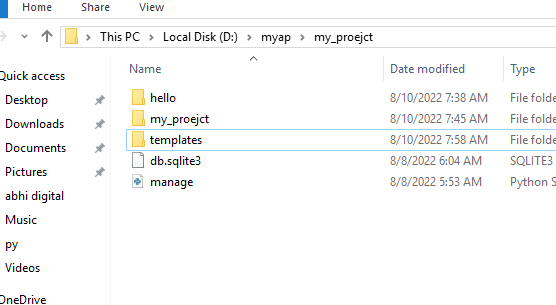 Home Share View
This PC > Local Disk (D:) > myap > my_proejct
Name Date modified Type
Quick access
Desktop
Downloads
Documents
Pictures
abhi digital
Music
py
Videos
OneDrive
hello 8/10/2022 7:38 AM File folde
my_proejct 8/10/2022 7:45 AM File folde
templates 8/10/2022 7:58 AM File folde
db.sqlite3 8/8/2022 6:04 AM SQLITE3
manage 8/8/2022 5:53 AM Python S